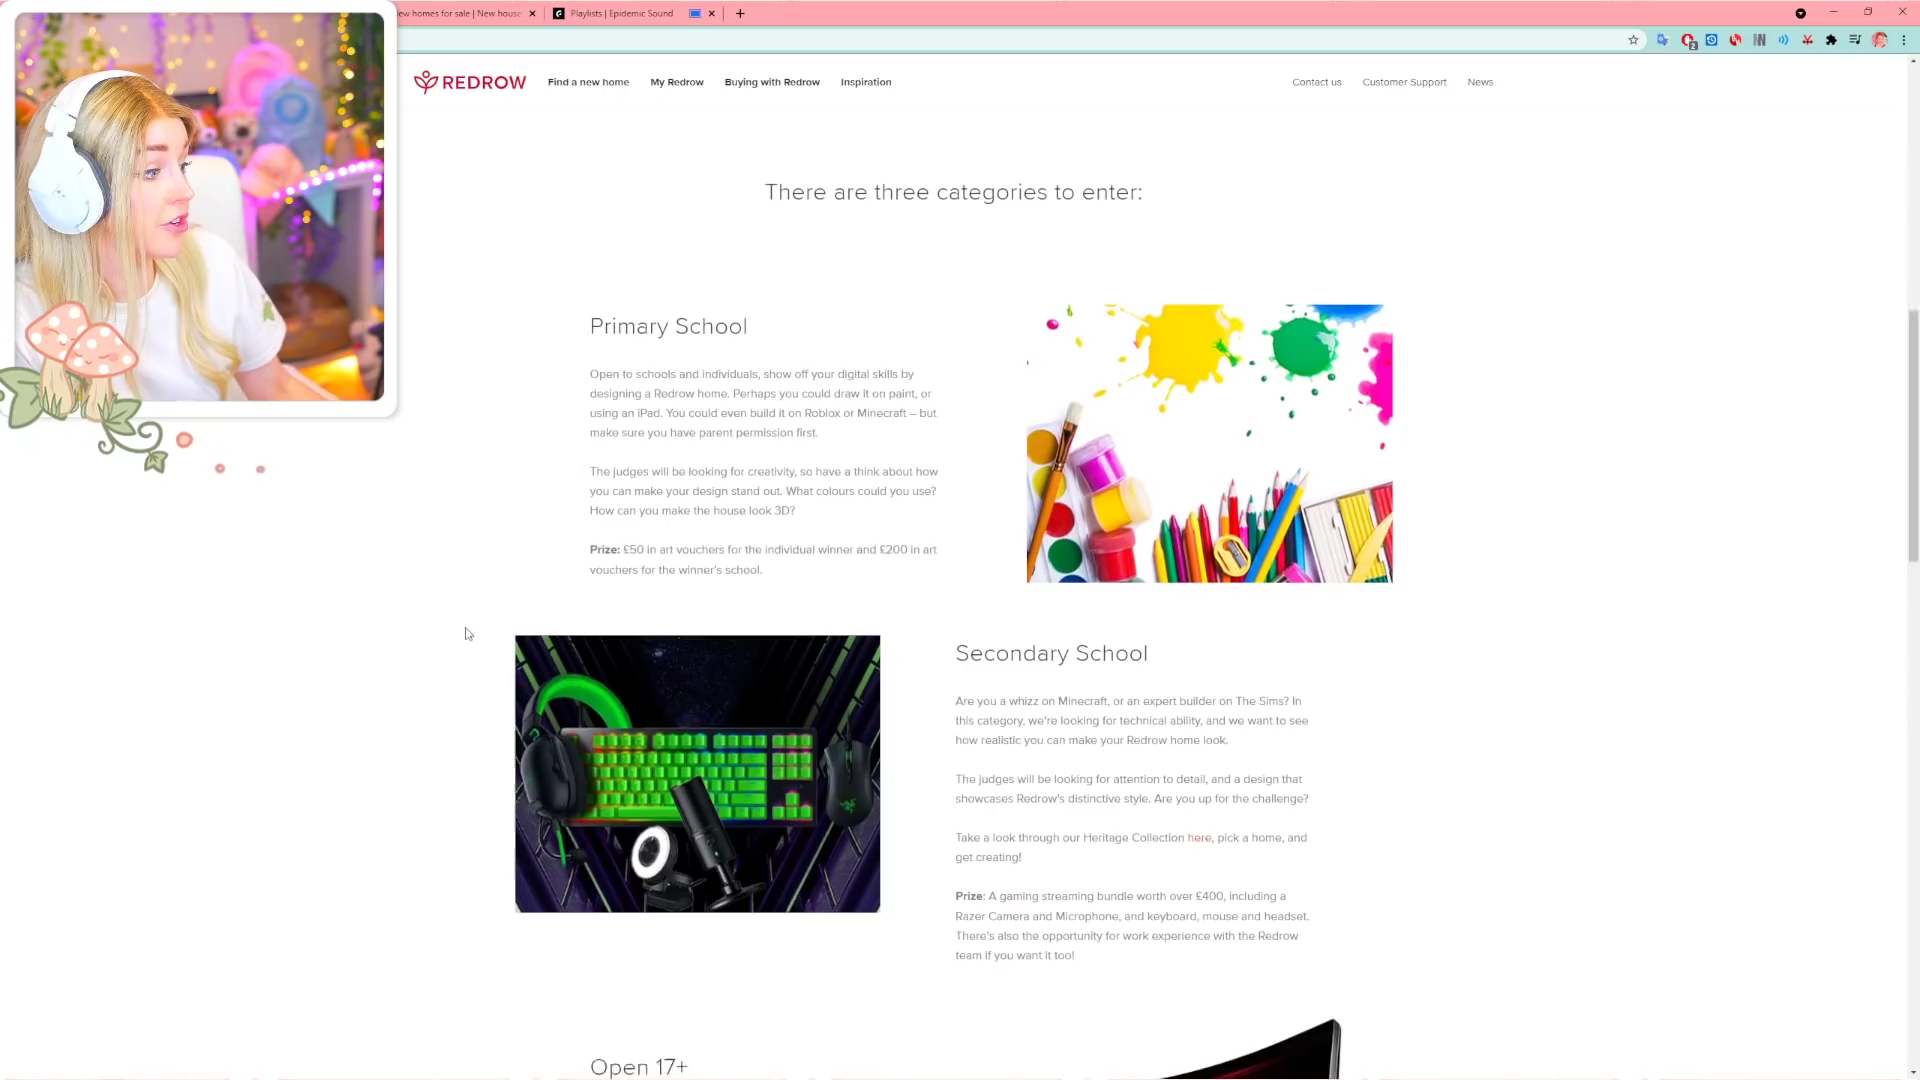 ew homes for sale | New house
Playlists | Epidemic Sound
REDROW
Find a new home
My Redrow
Buying with Redrow
Inspiration
Contact us
Customer Support
News
There are three categories to enter:
Primary School
Open to schools and individuals, show off your digital skills by
designing a Redrow home. Perhaps you could draw it on paint, or
using an iPad. You could even build it on Roblox or Minecraft – but
make sure you have parent permission first.
The judges will be looking for creativity, so have a think about how
you can make your design stand out. What colours could you use?
How can you make the house look 3D?
Prize: £50 in art vouchers for the individual winner and £200 in art
vouchers for the winner's school.
Secondary School
Are you a whizz on Minecraft, or an expert builder on The Sims? In
this category, we're looking for technical ability, and we want to see
how realistic you can make your Redrow home look.
The judges will be looking for attention to detail, and a design that
showcases Redrow's distinctive style. Are you up for the challenge?
Take a look through our Heritage Collection here, pick a home, and
get creating!
Prize: A gaming streaming bundle worth over £400, including a
Razer Camera and Microphone, and keyboard, mouse and headset.
There's also the opportunity for work experience with the Redrow
team if you want it too!
Open 17+